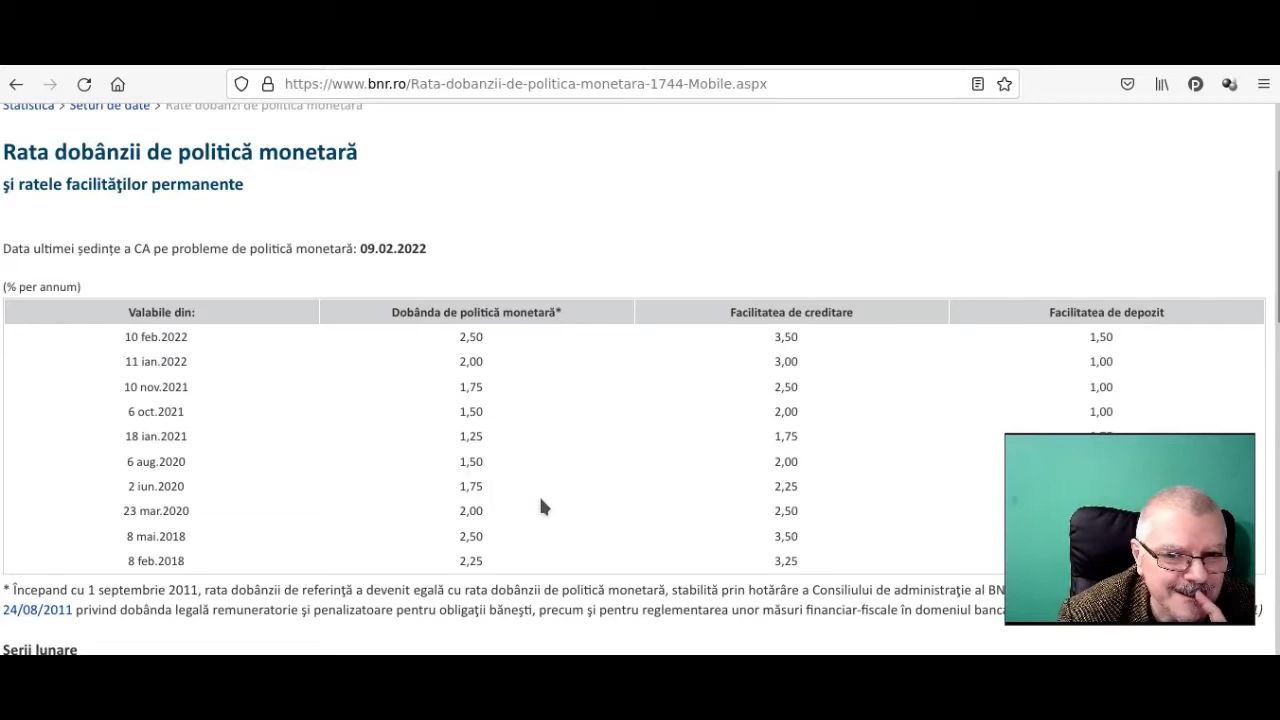 https://www.bnr.ro/Rata-dobanzii-de-politica-monetara-1744-Mobile.aspx
Statistica > Seturi de date > Rate dobânzi de politică monetară
Rata dobânzii de politică monetară
şi ratele facilităţilor permanente
Data ultimei ședințe a CA pe probleme de politică monetară: 09.02.2022
(% per annum)
Valabile din: Dobânda de politică monetară* Facilitatea de creditare Facilitatea de depozit
10 feb.2022 2,50 3,50 1,50
11 ian.2022 2,00 3,00 1,00
10 nov.2021 1,75 2,50 1,00
6 oct.2021 1,50 2,00 1,00
18 ian.2021 1,25 1,75
6 aug.2020 1,50 2,00
2 iun.2020 1,75 2,25
23 mar.2020 2,00 2,50
8 mai.2018 2,50 3,50
8 feb.2018 2,25 3,25
* Începand cu 1 septembrie 2011, rata dobânzii de referinţă a devenit egală cu rata dobânzii de politică monetară, stabilită prin hotărâre a Consiliului de administraţie al BN
24/08/2011 privind dobânda legală remuneratorie şi penalizatoare pentru obligaţii băneşti, precum şi pentru reglementarea unor măsuri financiar-fiscale în domeniul banca
Serii lunare